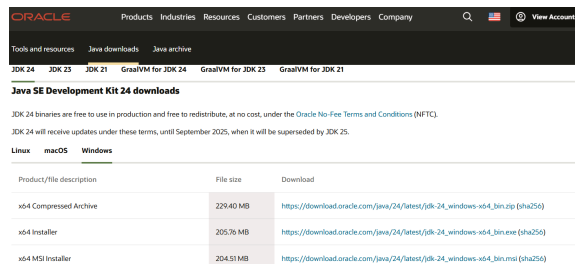 ORACLE Products Industries Resources Customers Partners Developers Company View Account
Tools and resources Java downloads Java archive
JDK 24 JDK 23 JDK 21 GraalVM for JDK 24 GraalVM for JDK 23 GraalVM for JDK 21
Java SE Development Kit 24 downloads
JDK 24 binaries are free to use in production and free to redistribute, at no cost, under the Oracle No-Fee Terms and Conditions (NFTC).
JDK 24 will receive updates under these terms, until September 2025, when it will be superseded by JDK 25.
Linux macOS Windows
Product/file description File size Download
x64 Compressed Archive 229.40 MB https://download.oracle.com/java/24/latest/jdk-24_windows-x64_bin.zip (sha256)
x64 Installer 205.76 MB https://download.oracle.com/java/24/latest/jdk-24_windows-x64_bin.exe (sha256)
x64 MSI Installer 204.51 MB https://download.oracle.com/java/24/latest/jdk-24_windows-x64_bin.msi (sha256)